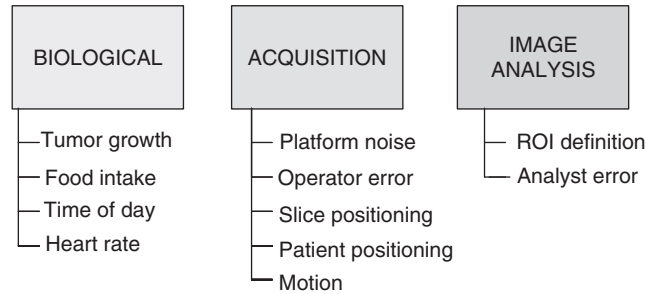 BIOLOGICAL
Tumor growth
Food intake
Time of day
Heart rate
ACQUISITION
Platform noise
Operator error
Slice positioning
Patient positioning
Motion
IMAGE
ANALYSIS
ROI definition
Analyst error